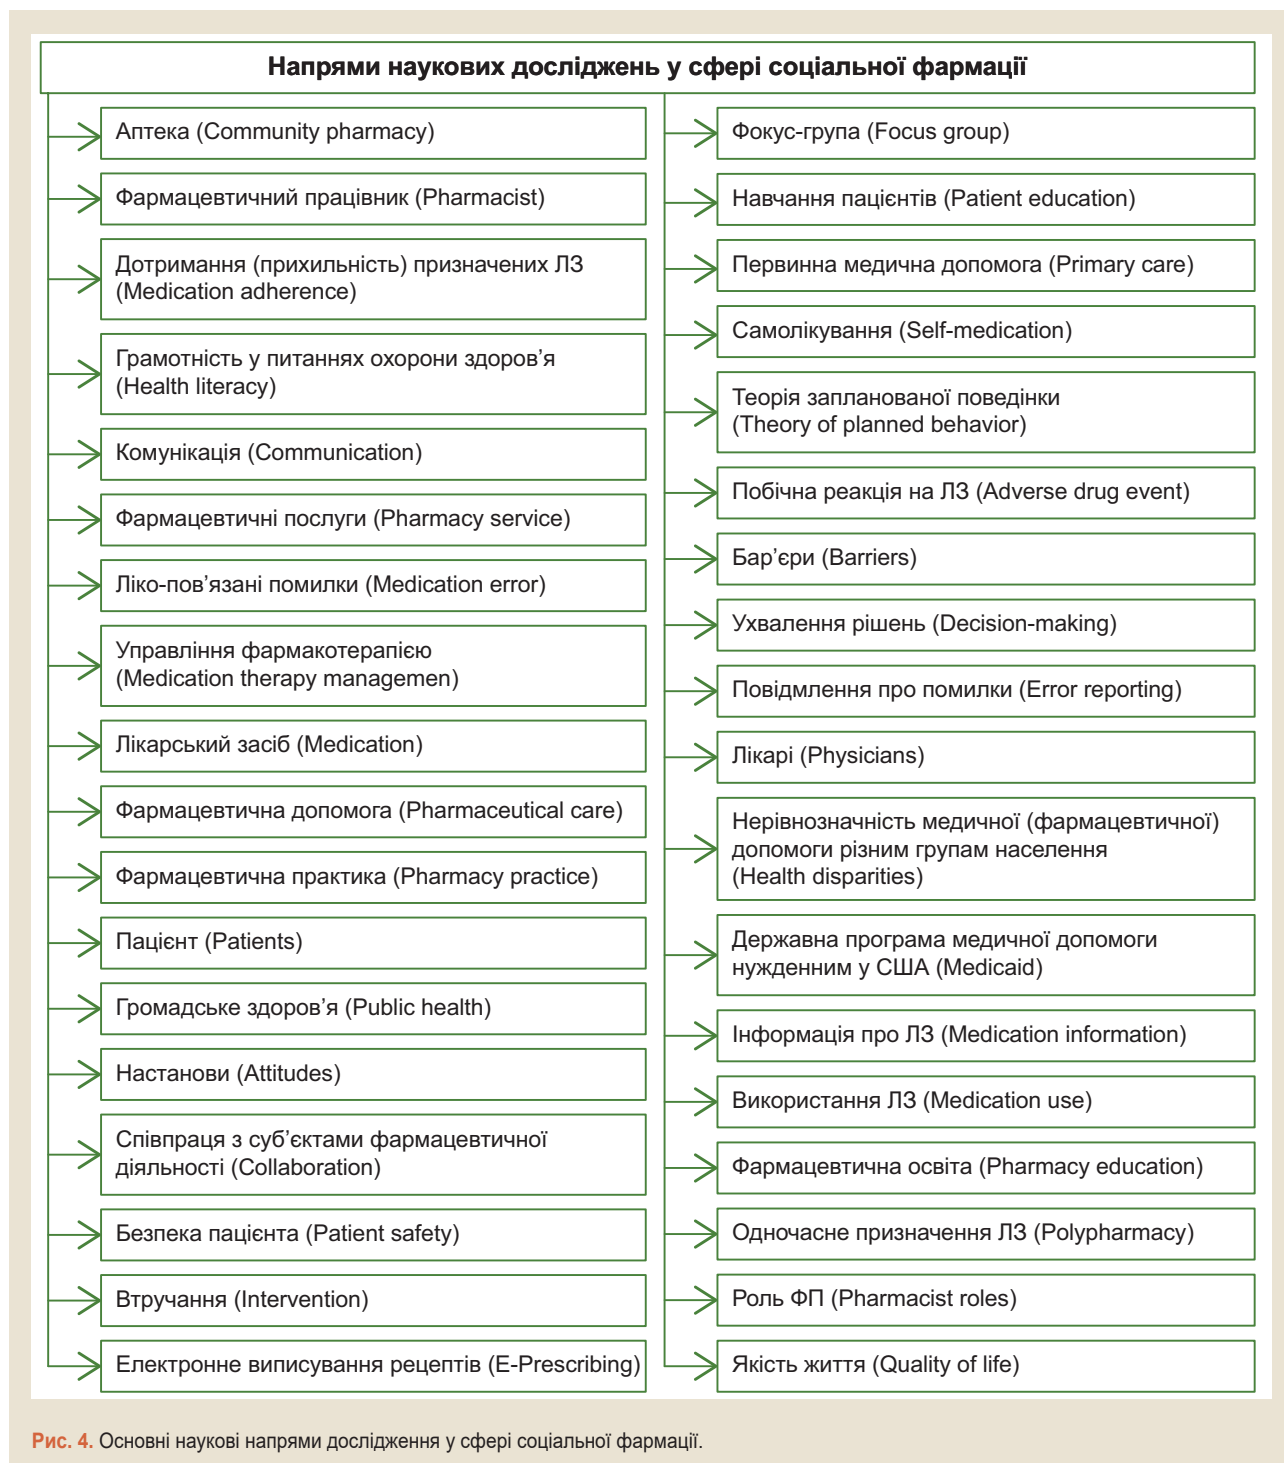 Напрями наукових досліджень у сфері соціальної фармації
Аптека (Community pharmacy)
Фармацевтичний працівник (Pharmacist)
Дотримання (прихильність) призначених ЛЗ
(Medication adherence)
Грамотність у питаннях охорони здоров’я
(Health literacy)
Комунікація (Communication)
Фармацевтичні послуги (Pharmacy service)
Ліко-пов’язані помилки (Medication error)
Управління фармакотерапією
(Medication therapy managemen)
Лікарський засіб (Medication)
Фармацевтична допомога (Pharmaceutical care)
Фармацевтична практика (Pharmacy practice)
Пацієнт (Patients)
Громадське здоров’я (Public health)
Настанови (Attitudes)
Співпраця з суб’єктами фармацевтичної
діяльності (Collaboration)
Безпека пацієнта (Patient safety)
Втручання (Intervention)
Електронне виписування рецептів (E-Prescribing)
Фокус-група (Focus group)
Навчання пацієнтів (Patient education)
Первинна медична допомога (Primary care)
Самолікування (Self-medication)
Теорія запланованої поведінки
(Theory of planned behavior)
Побічна реакція на ЛЗ (Adverse drug event)
Бар’єри (Barriers)
Ухвалення рішень (Decision-making)
Повідмлення про помилки (Error reporting)
Лікарі (Physicians)
Нерівнозначність медичної (фармацевтичної)
допомоги різним групам населення
(Health disparities)
Державна програма медичної допомоги
нужденним у США (Medicaid)
Інформація про ЛЗ (Medication information)
Використання ЛЗ (Medication use)
Фармацевтична освіта (Pharmacy education)
Одночасне призначення ЛЗ (Polypharmacy)
Роль ФП (Pharmacist roles)
Якість життя (Quality of life)
Рис. 4. Основні наукові напрями дослідження у сфері соціальної фармації.